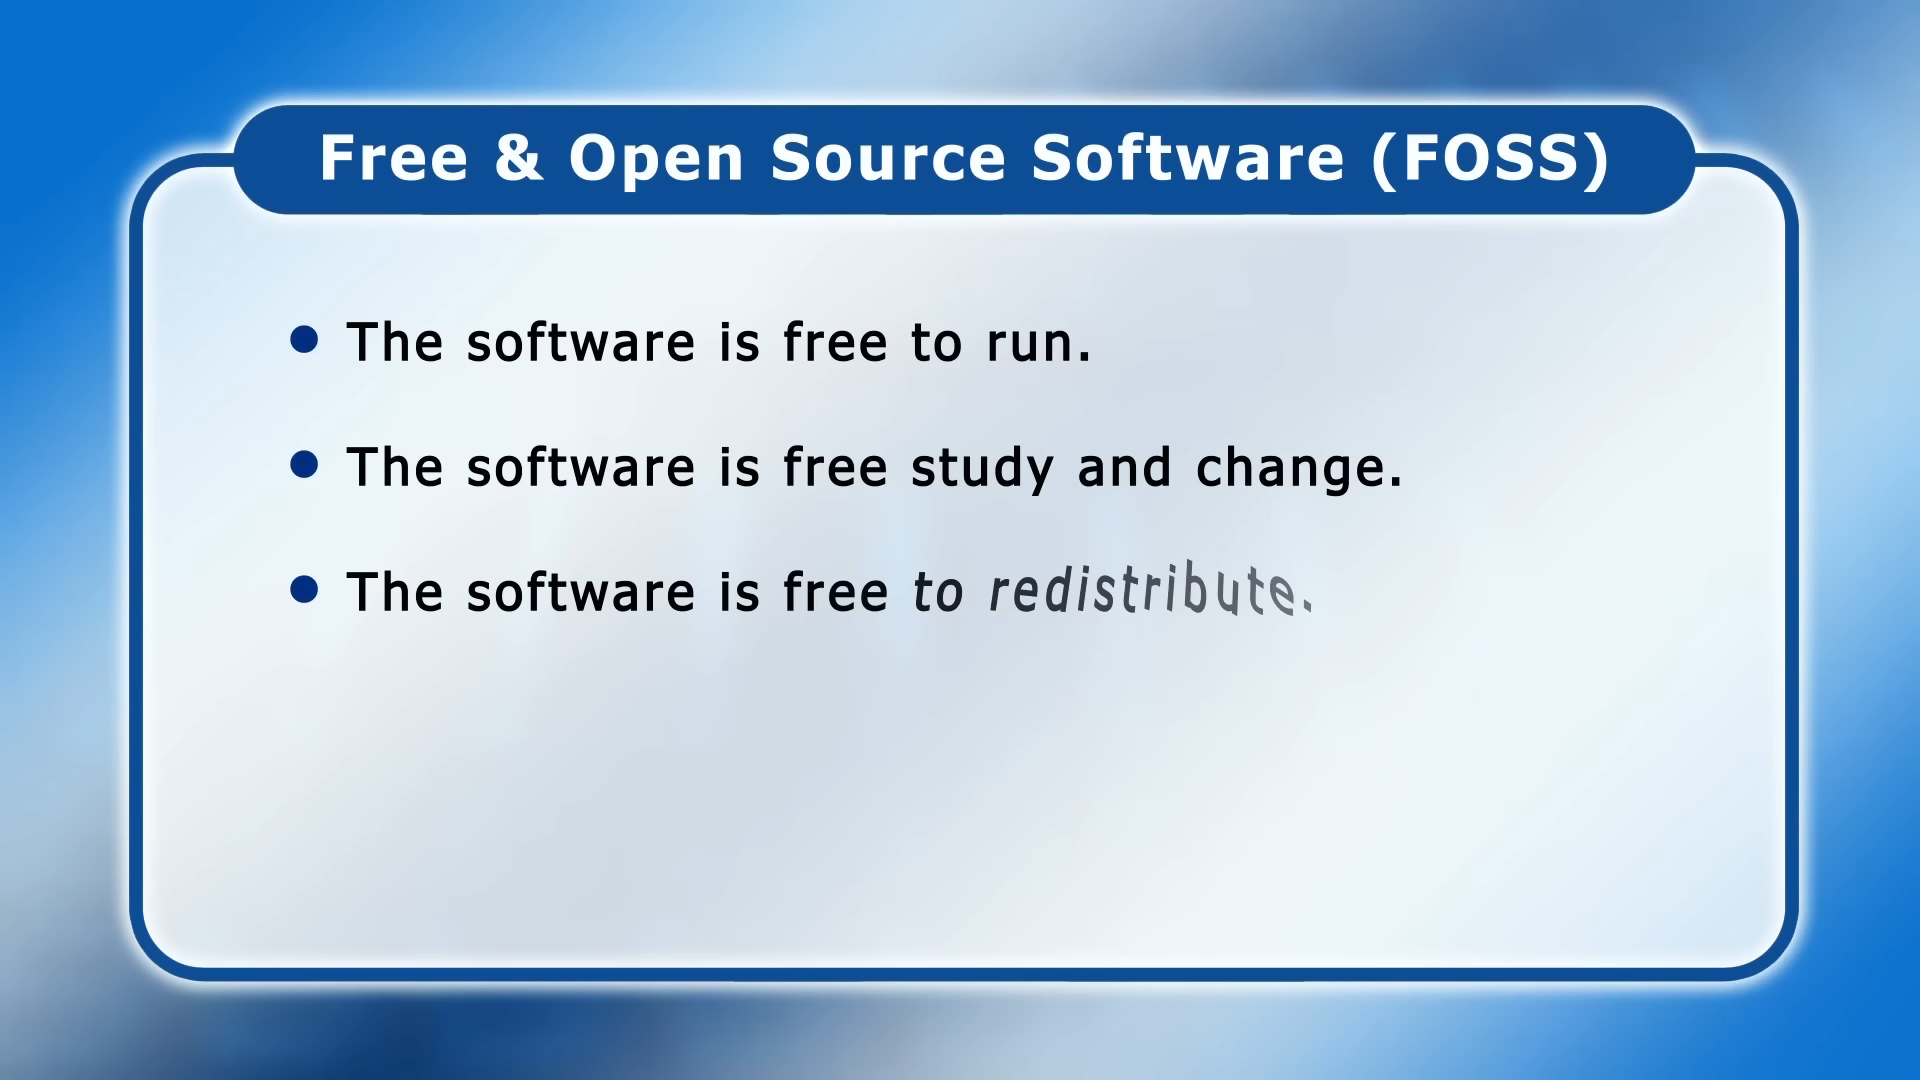 Free & Open Source Software (FOSS)
• The software is free to run.
• The software is free study and change.
• The software is free to redistribute.